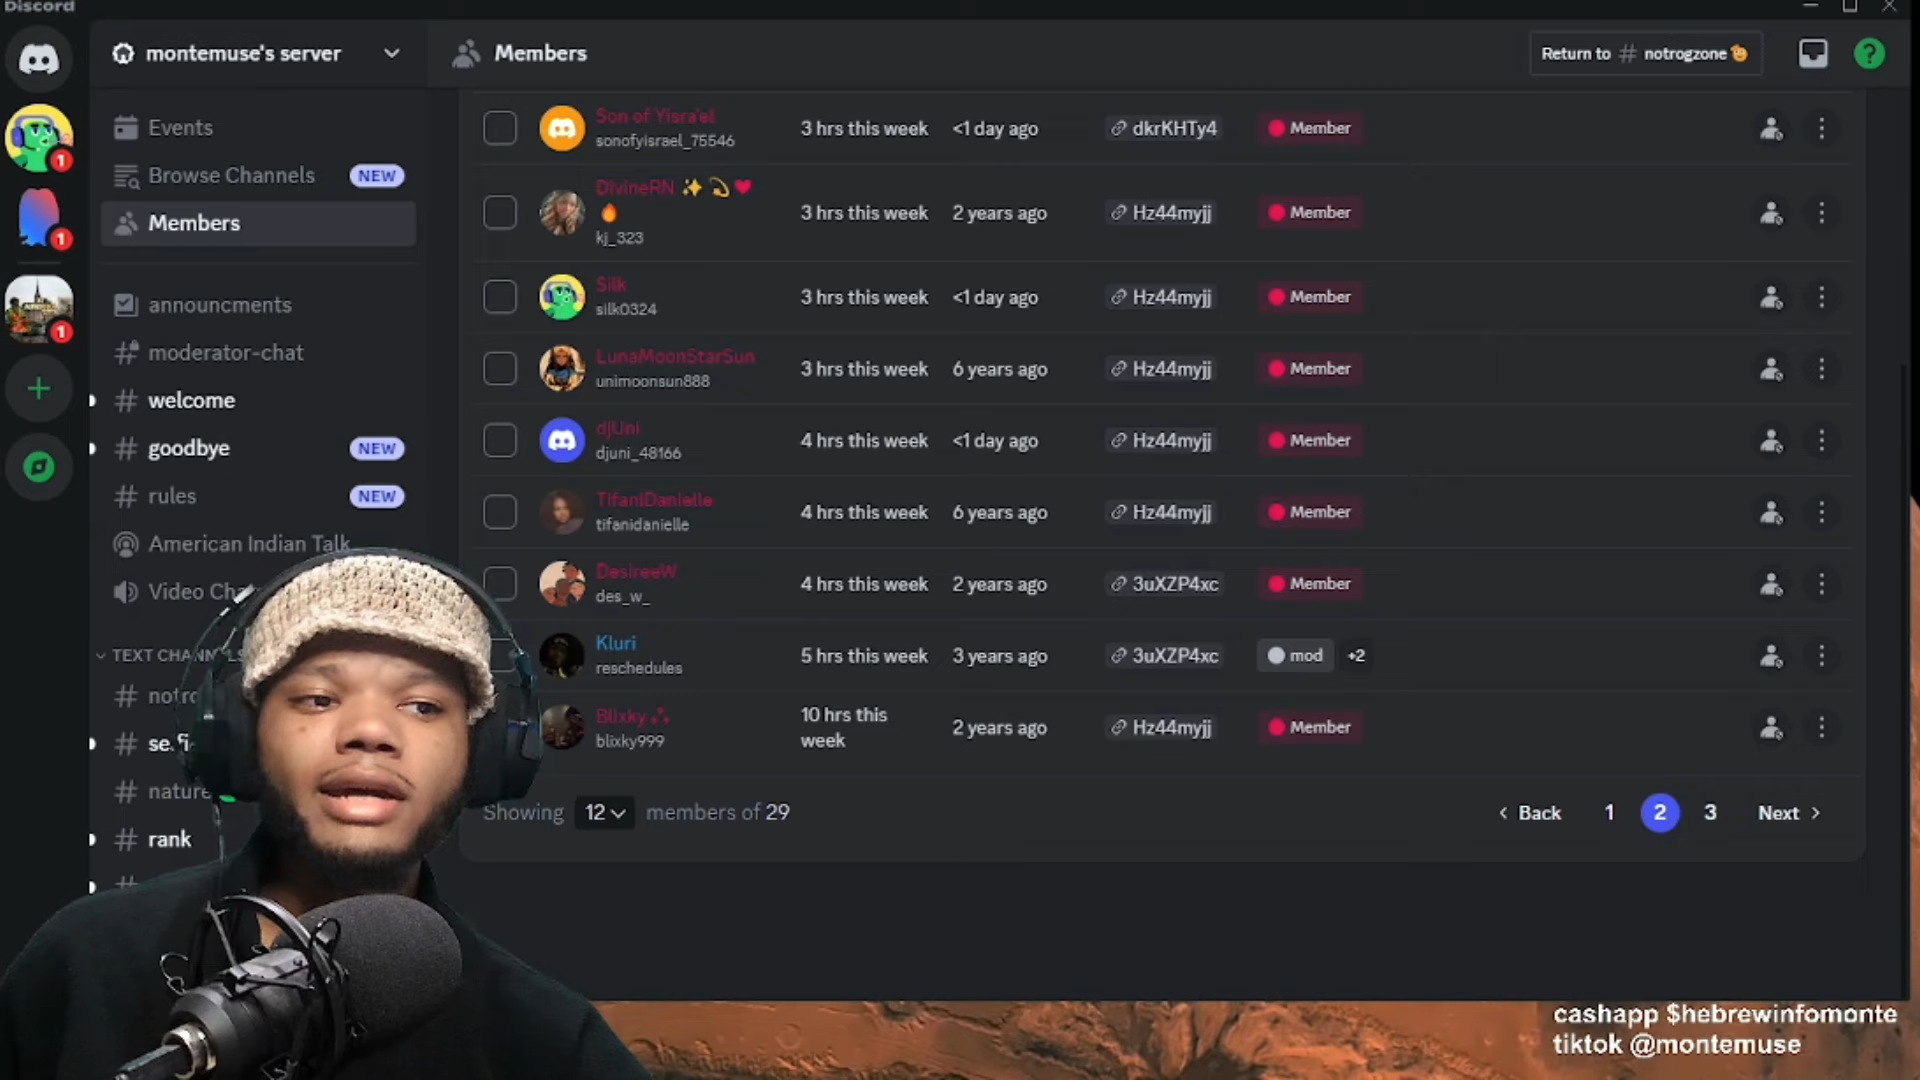 Discord
montemuse's server
Members
Return to # notrogzone
Events
Browse Channels NEW
Members
announcments
moderator-chat
welcome
goodbye NEW
rules NEW
American Indian Talk
Video
TEXT
rank
Son of Yisra'el
sonofyisrael_75546
3 hrs this week <1 day ago dkrKHTy4 Member
DivineRN ✨ 💫 ♥
🔥
kj_323
3 hrs this week 2 years ago Hz44myjj Member
Silk
silk0324
3 hrs this week <1 day ago Hz44myjj Member
LunaMoonStarSun
unimoonsun888
3 hrs this week 6 years ago Hz44myjj Member
djUni
djuni_48166
4 hrs this week <1 day ago Hz44myjj Member
TifaniDanielle
tifanidanielle
4 hrs this week 6 years ago Hz44myjj Member
DesireeW
des_w_
4 hrs this week 2 years ago 3uXZP4xc Member
Kluri
reschedules
5 hrs this week 3 years ago 3uXZP4xc mod +2
Blixky
blixky999
10 hrs this
week
2 years ago Hz44myjj Member
Showing 12 members of 29
Back 1 2 3 Next
1
1
1
cashapp $hebrewinfomonte
tiktok @montemuse